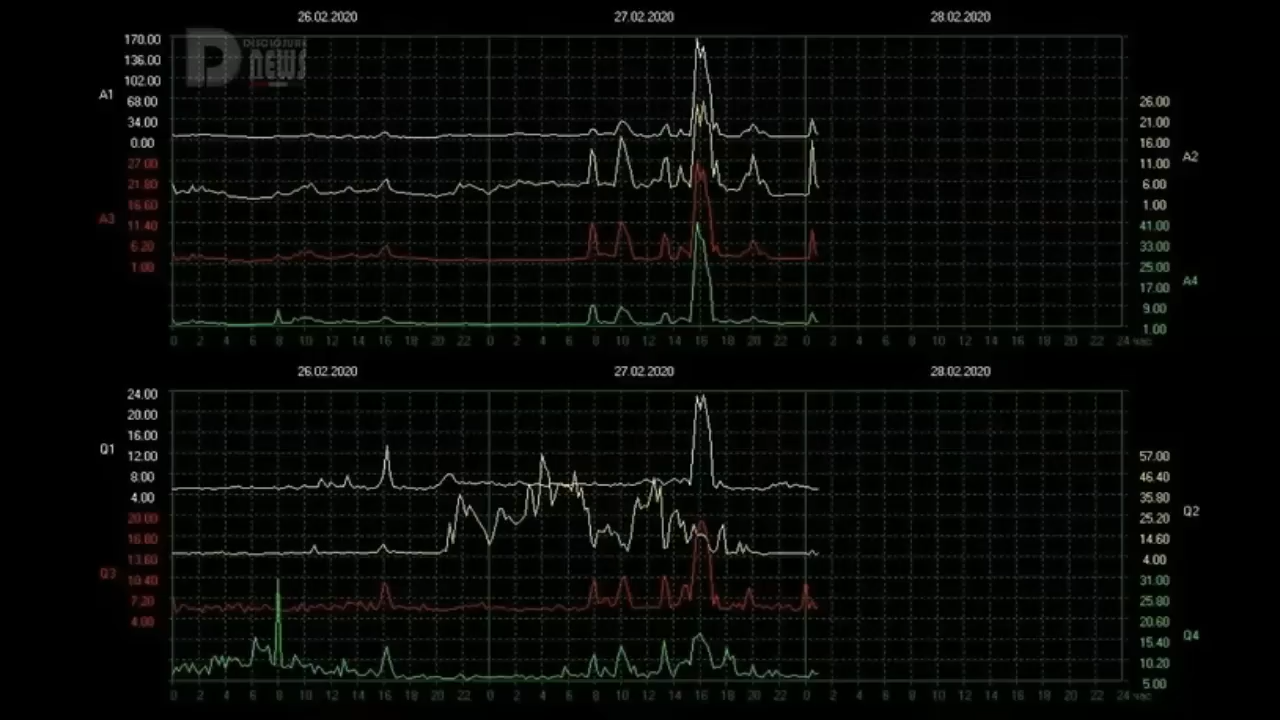 26.02.2020 27.02.2020 28.02.2020
DISCLOSURE
D NEWS
170.00
136.00
102.00
A1
68.00 26.00
34.00 21.00
0.00 16.00
A2
27.00 11.00
21.80 6.00
16.60 1.00
A3
11.40 41.00
6.20 33.00
1.00 25.00
A4
17.00
9.00
1.00
0 2 4 6 8 10 12 14 16 18 20 22 0 2 4 6 8 10 12 14 16 18 20 22 0 2 4 6 8 10 12 14 16 18 20 22 24 час
26.02.2020 27.02.2020 28.02.2020
24.00
20.00
16.00
Q1
12.00 57.00
8.00 46.40
4.00 35.80
Q2
20.00 25.20
16.80 14.60
13.60 4.00
Q3
10.40 31.00
7.20 25.80
4.00 20.60
Q4
15.40
10.20
5.00
0 2 4 6 8 10 12 14 16 18 20 22 0 2 4 6 8 10 12 14 16 18 20 22 0 2 4 6 8 10 12 14 16 18 20 22 24 час